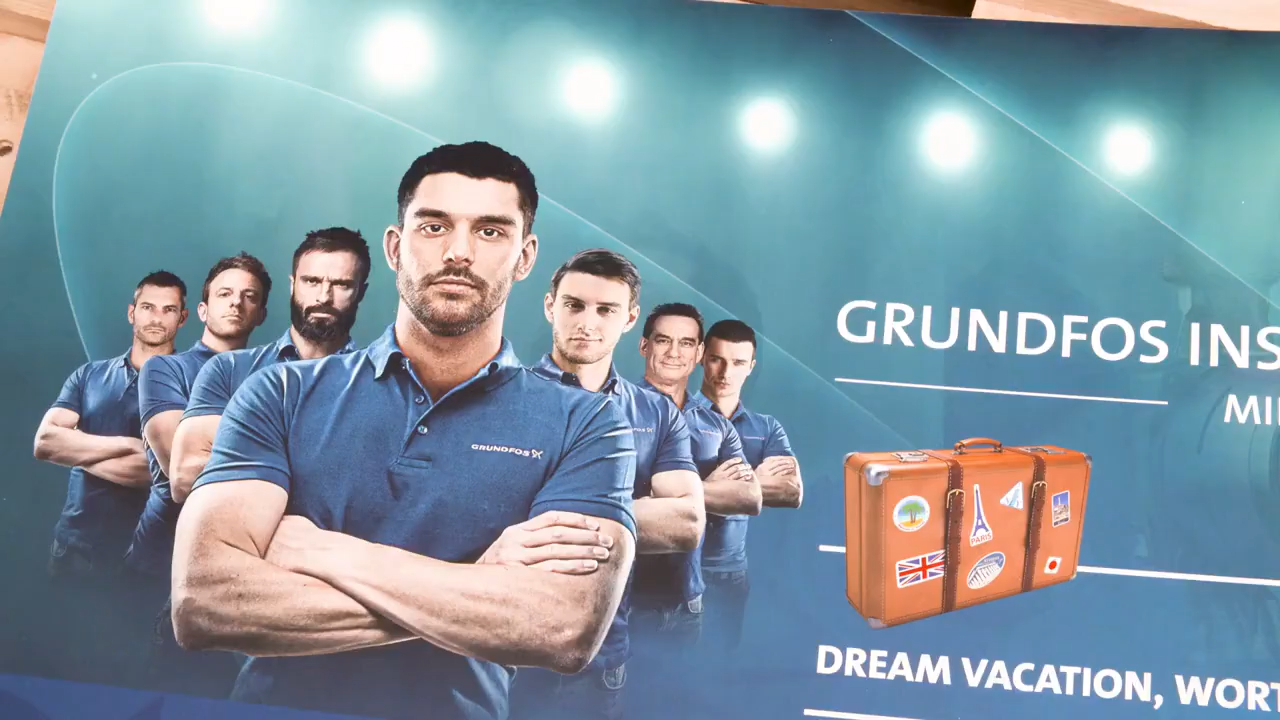 GRUNDFOS INS
MI
GRUNDFOS
PARIS
DREAM VACATION, WORT